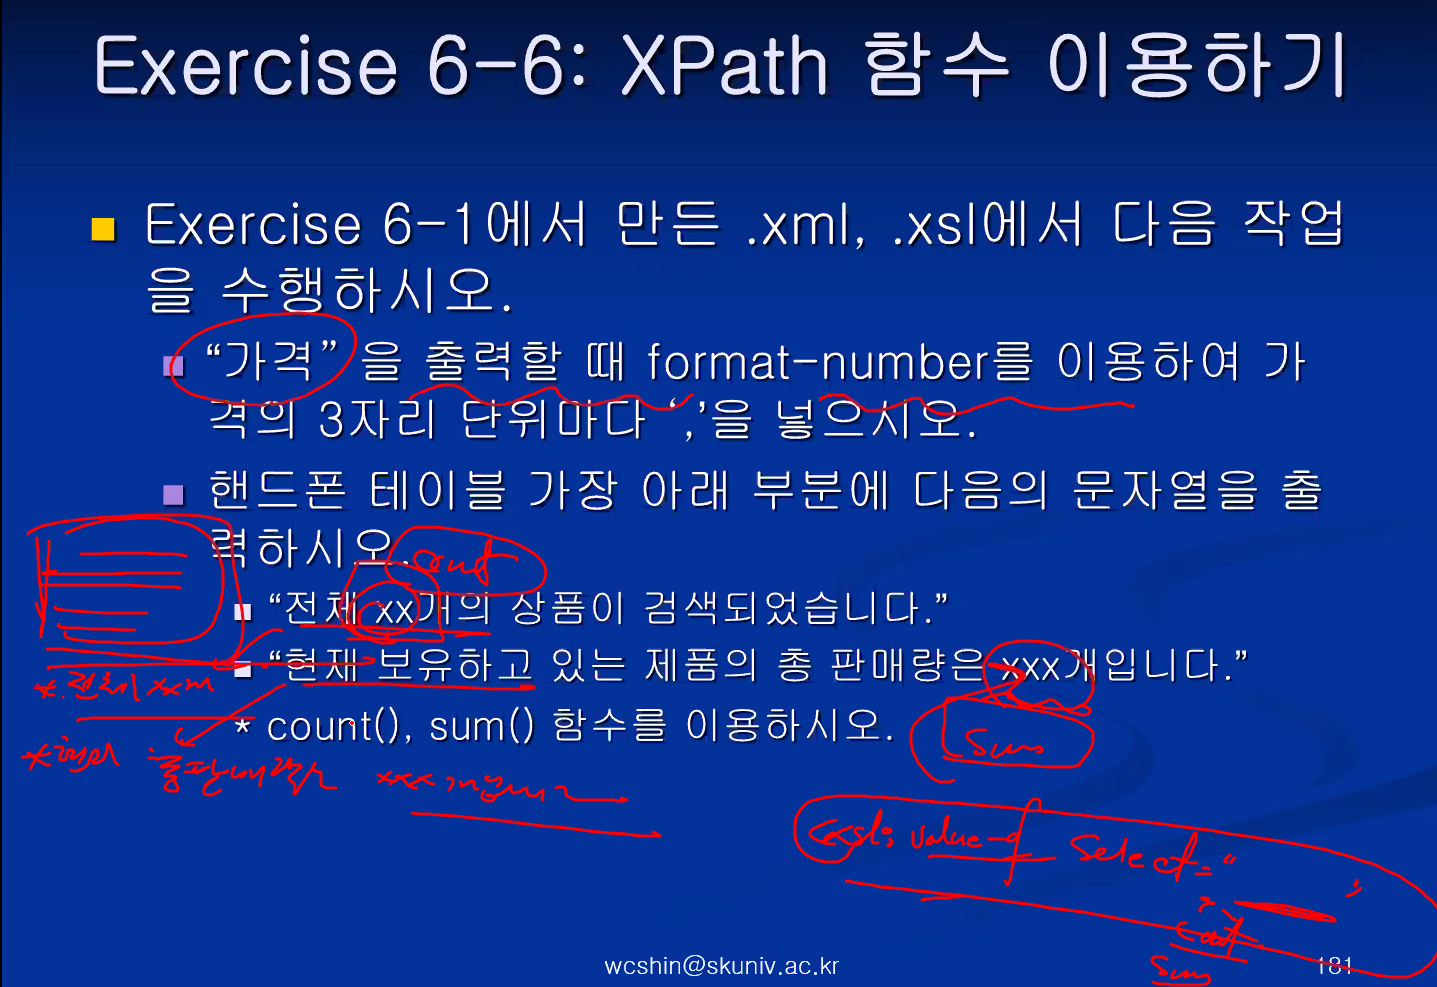 Exercise 6-6: XPath 함수 이용하기
Exercise 6-1에서 만든 .xml, .xsl에서 다음 작업
을 수행하시오.
“가격” 을 출력할 때 format-number를 이용하여 가
격의 3자리 단위마다 ‘,’을 넣으시오.
핸드폰 테이블 가장 아래 부분에 다음의 문자열을 출
력하시오.
count
“전체 xx개의 상품이 검색되었습니다.”
“현재 보유하고 있는 제품의 총 판매량은 xxx개입니다.”
*.전체 xx개
* count(), sum() 함수를 이용하시오.
sum
*현재 총판매량 xxx개입니다
<xsl: value-of select="
count
sum
wcshin@skuniv.ac.kr
181